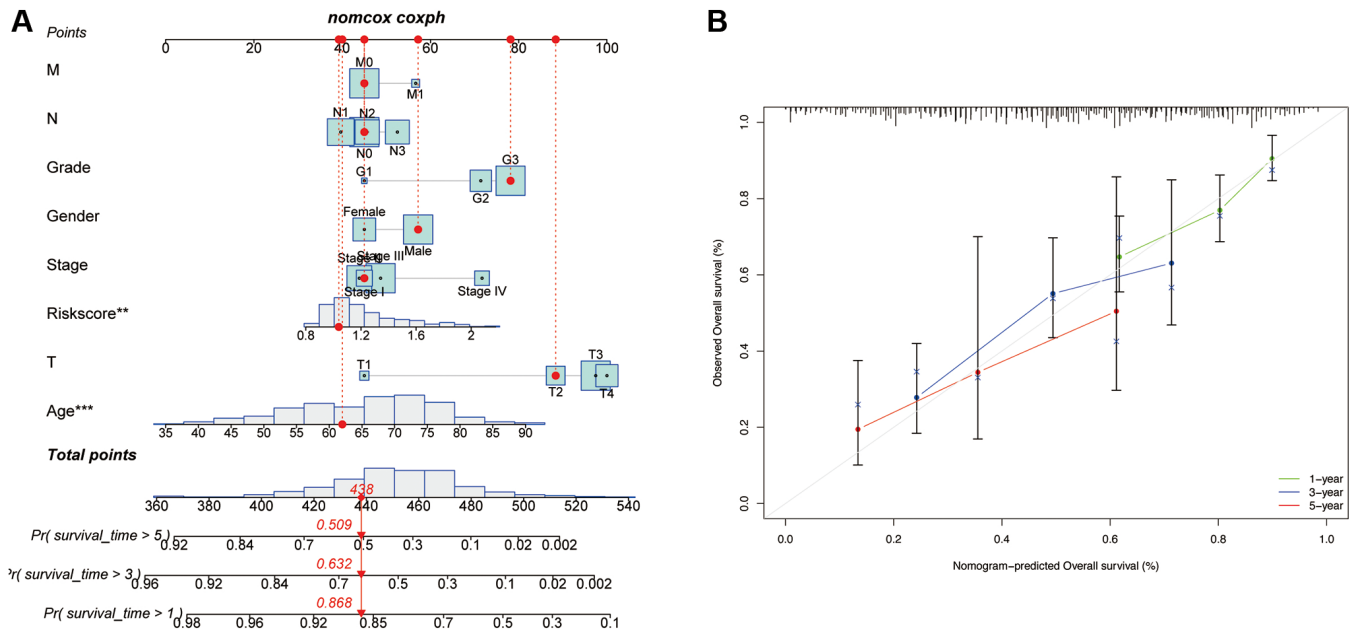 A
B
nomcox coxph
Points
0 20 40 60 80 100
M
M0
M1
N
N1 N2
N0 N3
Grade
G1 G3
G2
Gender
Female
Male
Stage
Stage II Stage III
Stage I Stage IV
Riskscore**
0.8 1.2 1.6 2
T
T1 T3
T2 T4
Age***
35 40 45 50 55 60 65 70 75 80 85 90
Total points
438
360 380 400 420 440 460 480 500 520 540
0.509
Pr( survival_time > 5 )
0.92 0.84 0.7 0.5 0.3 0.1 0.02 0.002
0.632
Pr( survival_time > 3 )
0.96 0.92 0.84 0.7 0.5 0.3 0.1 0.02 0.002
0.868
Pr( survival_time > 1 )
0.98 0.96 0.92 0.85 0.7 0.5 0.3 0.1
Observed Overall survival (%)
1.0
0.8
0.6
0.4
0.2
0.0
1-year
3-year
5-year
0.0 0.2 0.4 0.6 0.8 1.0
Nomogram-predicted Overall survival (%)